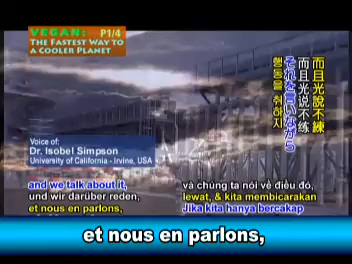 VEGAN: P1/4
THE FASTEST WAY TO
A COOLER PLANET
而且光說不練
而且光说不练
それを言いながら
행동을 취하지
Voice of:
Dr. Isobel Simpson
University of California - Irvine, USA
and we talk about it,
und wir darüber reden,
et nous en parlons,
và chúng ta nói về điều đó,
lewat, & kita membicarakan
Jika kita hanya bercakap
et nous en parlons,